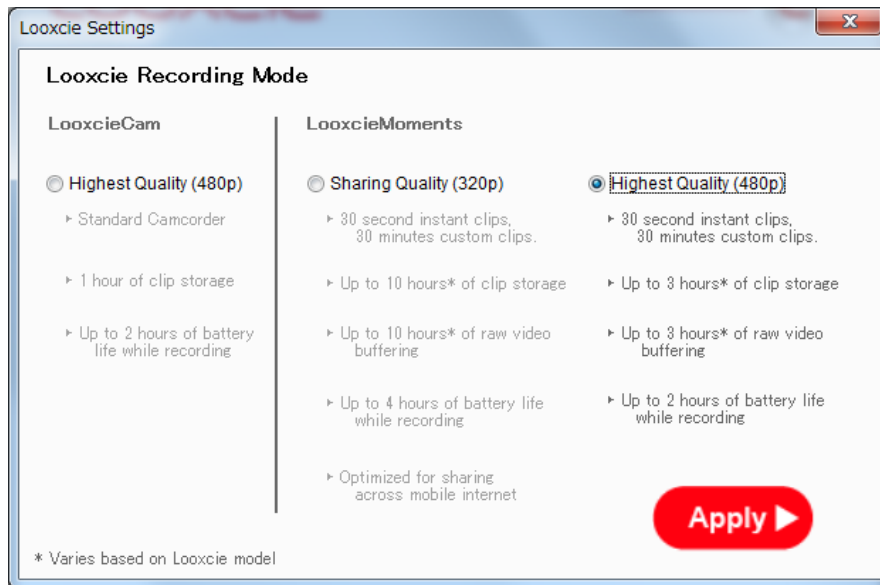 Looxcie Settings
Looxcie Recording Mode
LooxcieCam
Highest Quality (480p)
Standard Camcorder
1 hour of clip storage
Up to 2 hours of battery
life while recording
LooxcieMoments
Sharing Quality (320p)
30 second instant clips,
30 minutes custom clips.
Up to 10 hours* of clip storage
Up to 10 hours* of raw video
buffering
Up to 4 hours of battery life
while recording
Optimized for sharing
across mobile internet
Highest Quality (480p)
30 second instant clips,
30 minutes custom clips.
Up to 3 hours* of clip storage
Up to 3 hours* of raw video
buffering
Up to 2 hours of battery life
while recording
Apply
* Varies based on Looxcie model